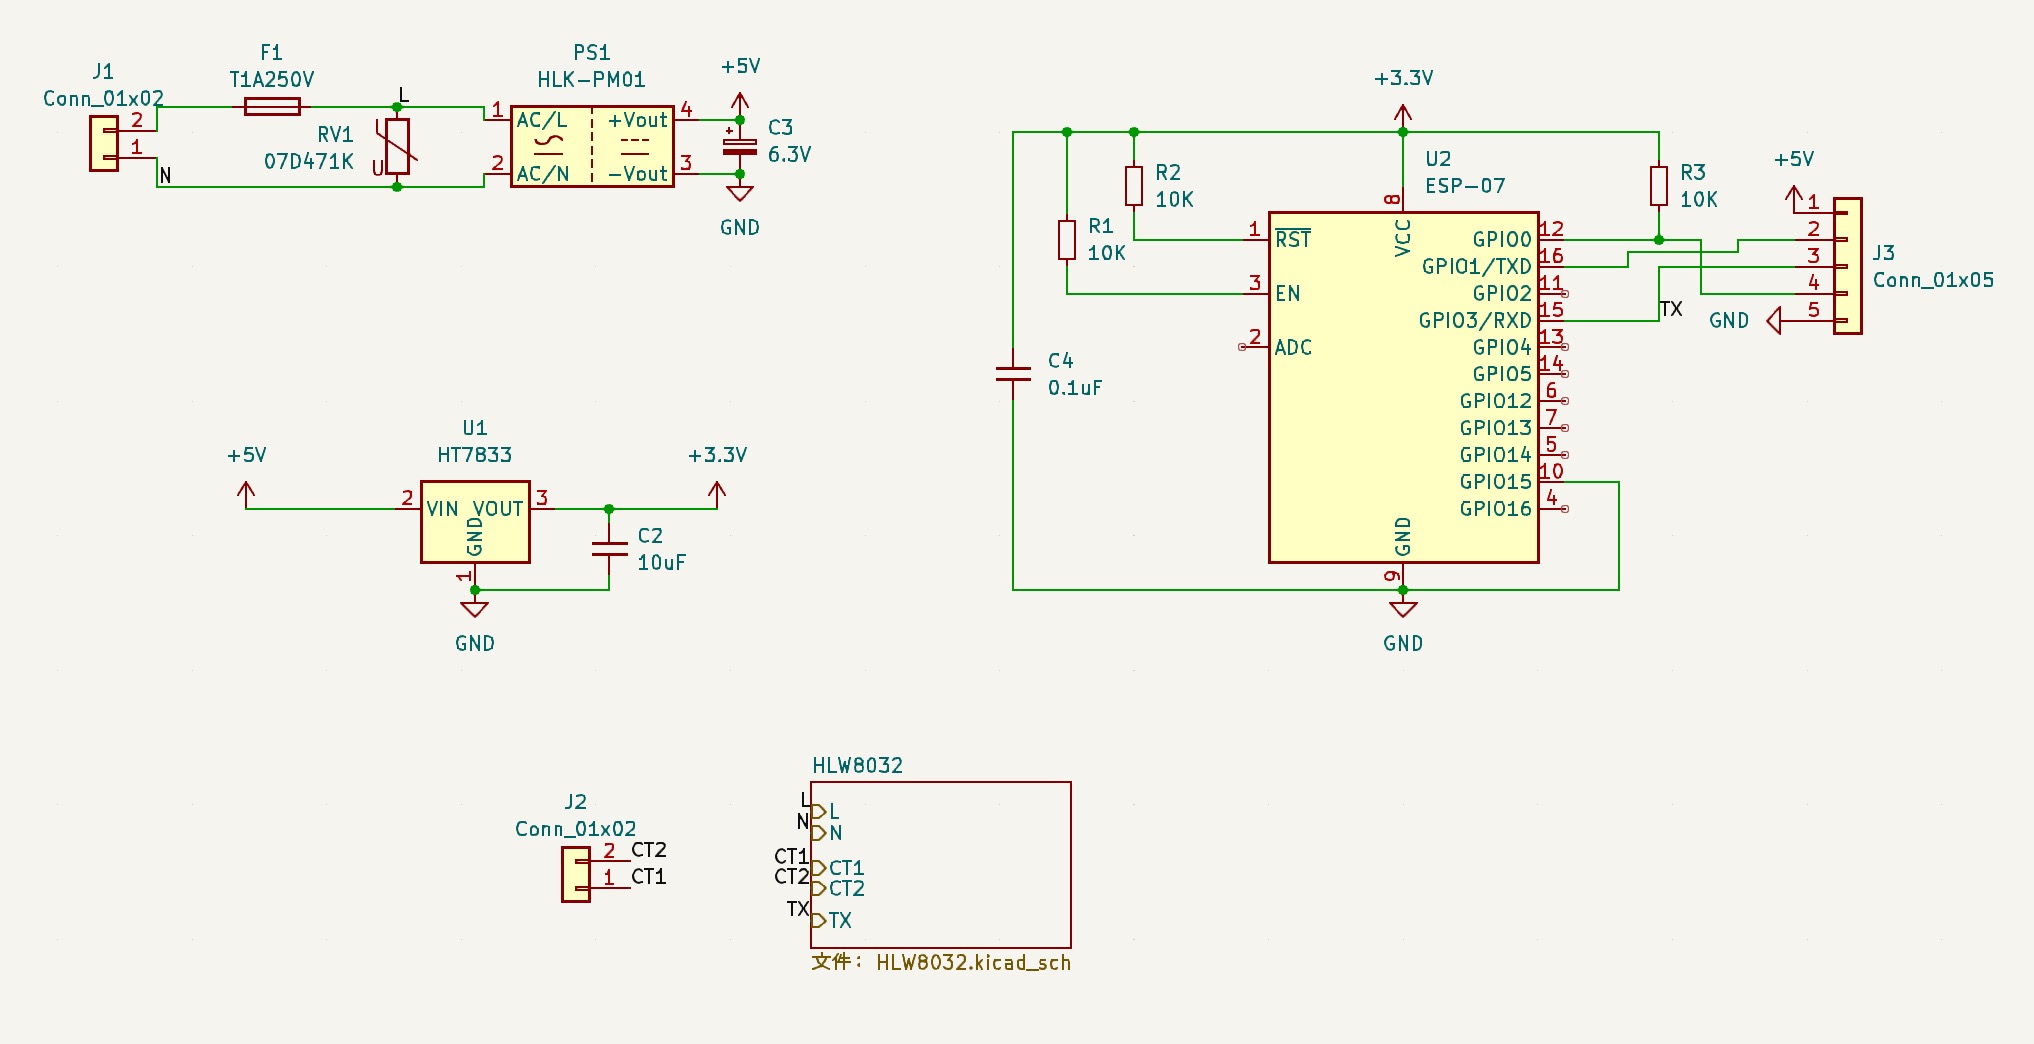 F1
T1A250V
J1
Conn_01x02
2
1
N
L
RV1
07D471K
U
PS1
HLK-PM01
1 AC/L +Vout 4
2 AC/N -Vout 3
+5V
+
C3
6.3V
GND
+3.3V
U2
ESP-07
R2
10K
R1
10K
R3
10K
C4
0.1uF
8
VCC
1 RST GPIO0 12
GPIO1/TXD 16
3 EN GPIO2 11
GPIO3/RXD 15
2 ADC GPIO4 13
GPIO5 14
GPIO12 6
GPIO13 7
GPIO14 5
GPIO15 10
GPIO16 4
GND
9
GND
+5V
1
2
3
4
5
J3
Conn_01x05
TX
GND
U1
HT7833
+5V
+3.3V
2 VIN VOUT 3
GND
1
C2
10uF
GND
J2
Conn_01x02
2 CT2
1 CT1
HLW8032
L L
N N
CT1 CT1
CT2 CT2
TX TX
文件: HLW8032.kicad_sch